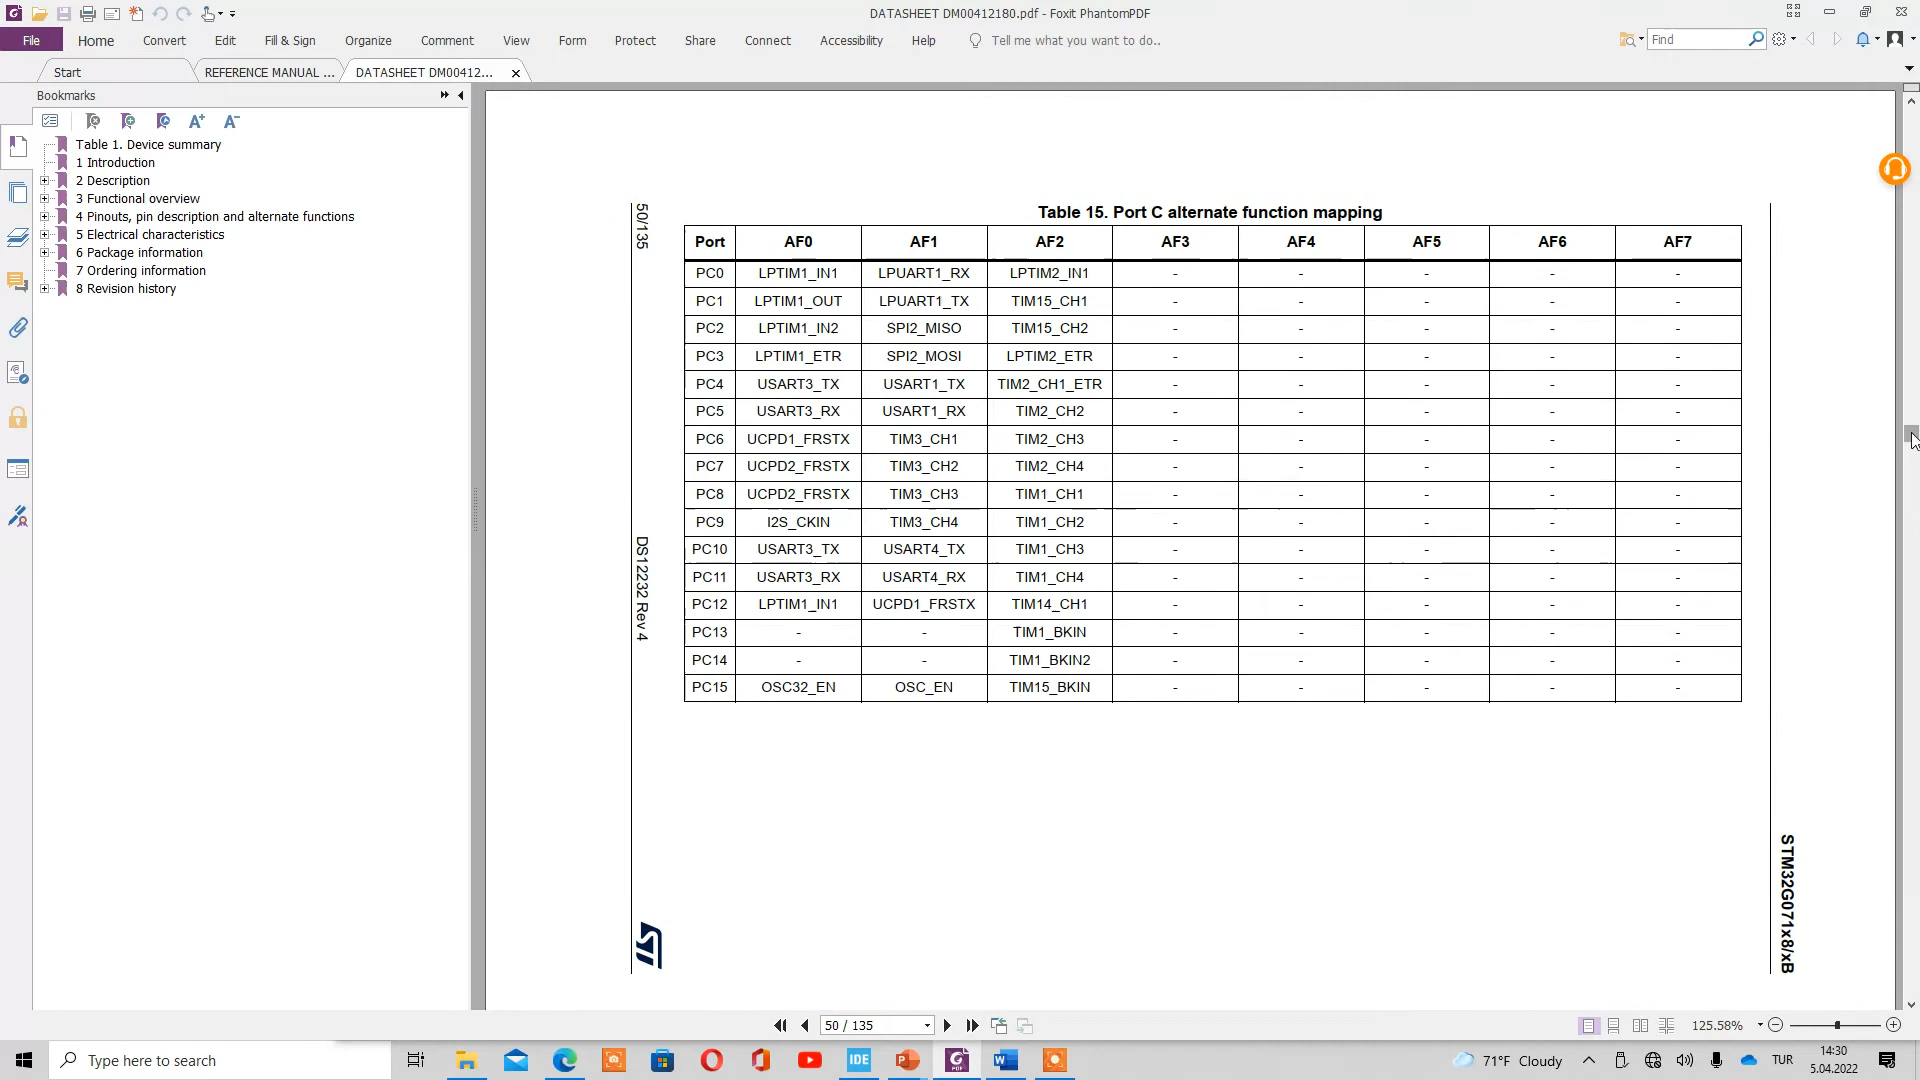 DATASHEET DM00412180.pdf - Foxit PhantomPDF
File Home Convert Edit Fill & Sign Organize Comment View Form Protect Share Connect Accessibility Help Tell me what you want to do.. Find
Start REFERENCE MANUAL ... DATASHEET DM00412...
Bookmarks
Table 1. Device summary
1 Introduction
2 Description
3 Functional overview
4 Pinouts, pin description and alternate functions
5 Electrical characteristics
6 Package information
7 Ordering information
8 Revision history
50/135
DS12232 Rev 4
Table 15. Port C alternate function mapping
Port AF0 AF1 AF2 AF3 AF4 AF5 AF6 AF7
PC0 LPTIM1_IN1 LPUART1_RX LPTIM2_IN1 - - - - -
PC1 LPTIM1_OUT LPUART1_TX TIM15_CH1 - - - - -
PC2 LPTIM1_IN2 SPI2_MISO TIM15_CH2 - - - - -
PC3 LPTIM1_ETR SPI2_MOSI LPTIM2_ETR - - - - -
PC4 USART3_TX USART1_TX TIM2_CH1_ETR - - - - -
PC5 USART3_RX USART1_RX TIM2_CH2 - - - - -
PC6 UCPD1_FRSTX TIM3_CH1 TIM2_CH3 - - - - -
PC7 UCPD2_FRSTX TIM3_CH2 TIM2_CH4 - - - - -
PC8 UCPD2_FRSTX TIM3_CH3 TIM1_CH1 - - - - -
PC9 I2S_CKIN TIM3_CH4 TIM1_CH2 - - - - -
PC10 USART3_TX USART4_TX TIM1_CH3 - - - - -
PC11 USART3_RX USART4_RX TIM1_CH4 - - - - -
PC12 LPTIM1_IN1 UCPD1_FRSTX TIM14_CH1 - - - - -
PC13 - - TIM1_BKIN - - - - -
PC14 - - TIM1_BKIN2 - - - - -
PC15 OSC32_EN OSC_EN TIM15_BKIN - - - - -
STM32G071x8/xB
50 / 135 125.58%
Type here to search IDE 71°F Cloudy TUR 14:30
5.04.2022